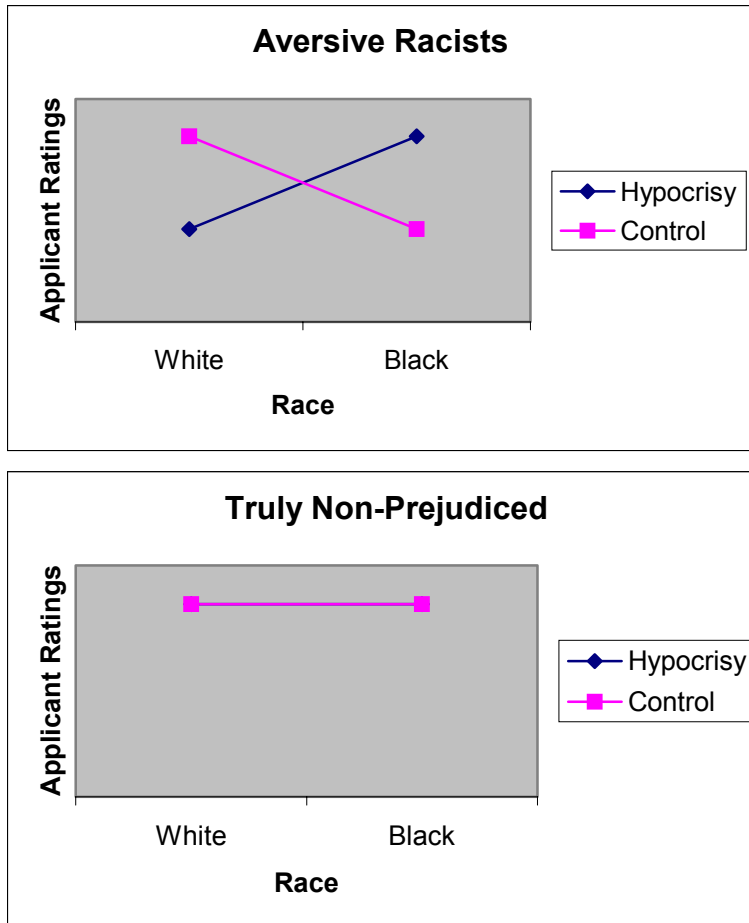 Aversive Racists
Applicant Ratings
White
Black
Race
Hypocrisy
Control
Truly Non-Prejudiced
Applicant Ratings
White
Black
Race
Hypocrisy
Control